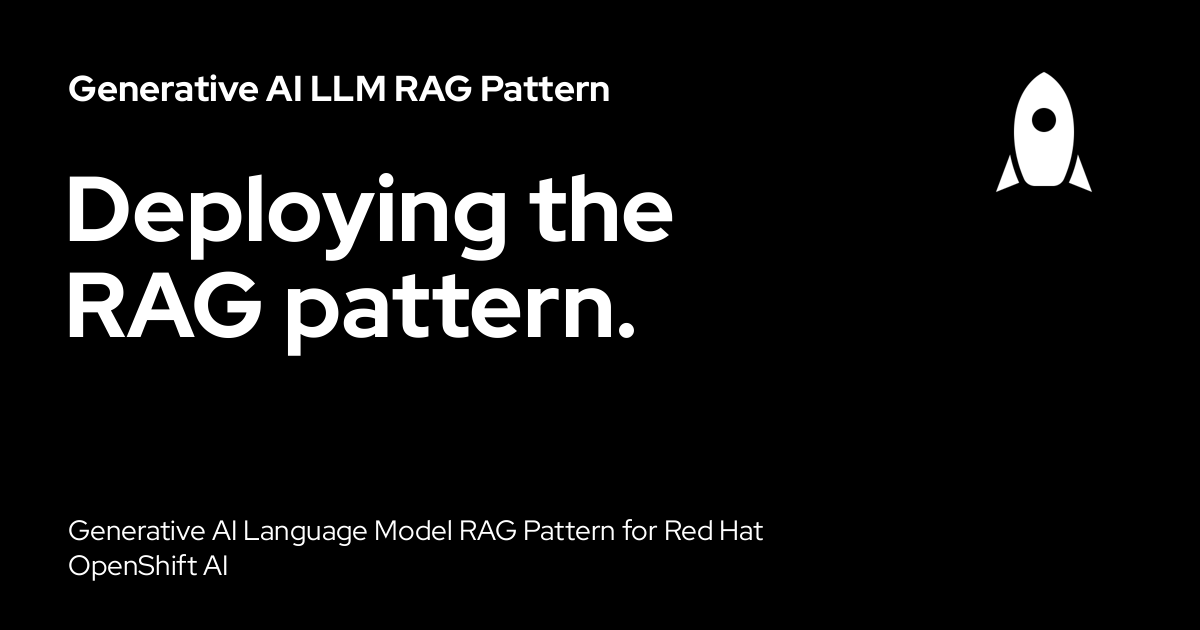 Generative AI LLM RAG Pattern
Deploying the
RAG pattern.
Generative AI Language Model RAG Pattern for Red Hat
OpenShift AI